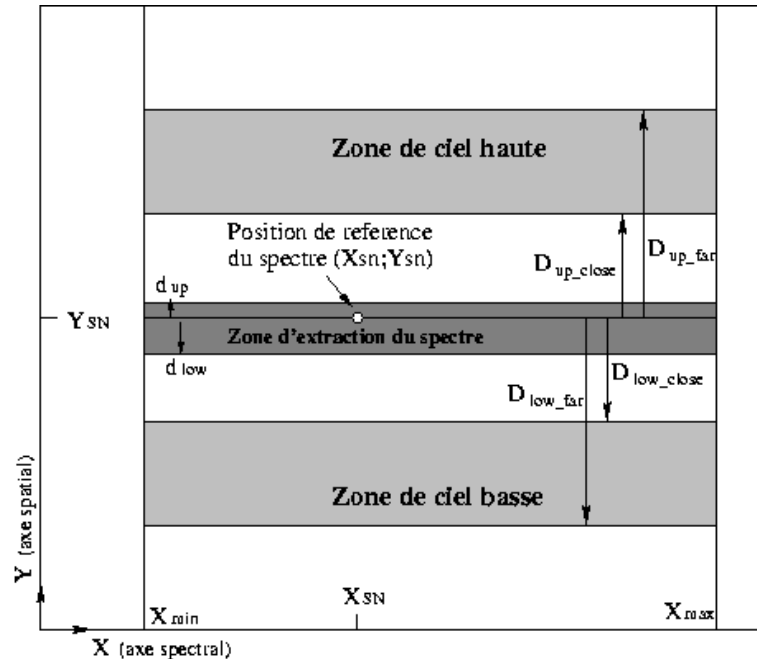 Zone de ciel haute
Position de reference
du spectre (Xsn;Ysn)
D up_close
D up_far
d up
Y SN
Zone d'extraction du spectre
d low
D low_close
D low_far
Zone de ciel basse
Y (axe spatial)
X min
X SN
X max
X (axe spectral)